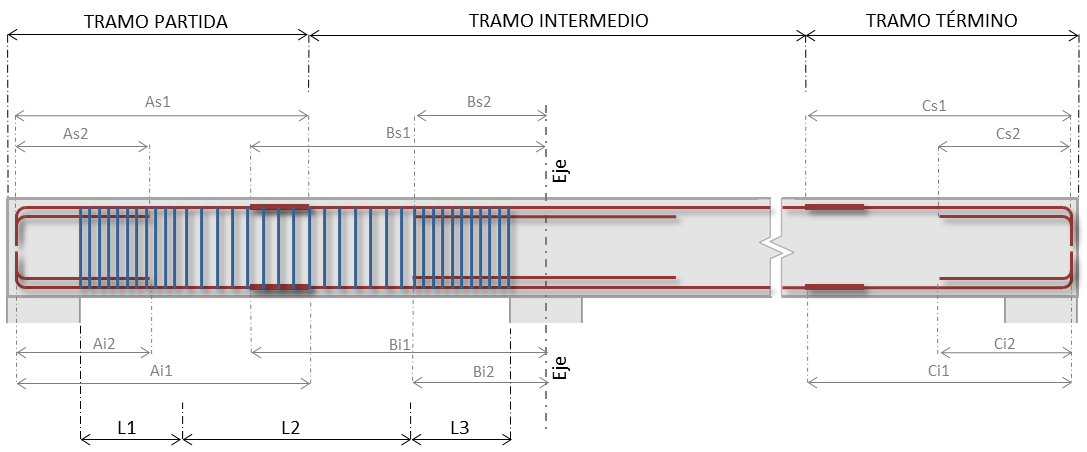 TRAMO PARTIDA TRAMO INTERMEDIO TRAMO TÉRMINO
As1 Bs2 Cs1
As2 Bs1 Cs2
Eje
Ai2 Bi1 Ci2
Ai1 Bi2 Ci1
Eje
L1 L2 L3